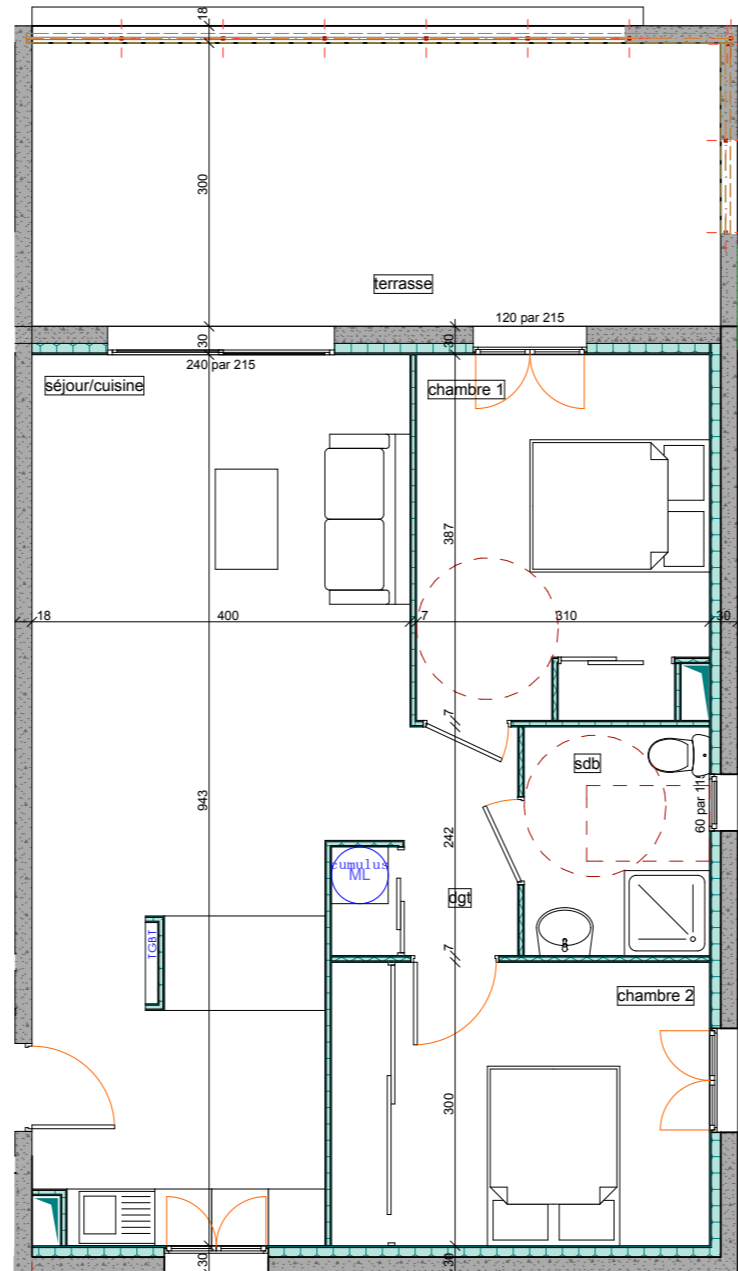 18
300
terrasse
30
240 par 215
30
120 par 215
séjour/cuisine
chambre 1
387
18
400
7
310
30
7
sdb
60 par 115
943
242
cumulus
ML
dgt
TGBT
7
chambre 2
300
30
30